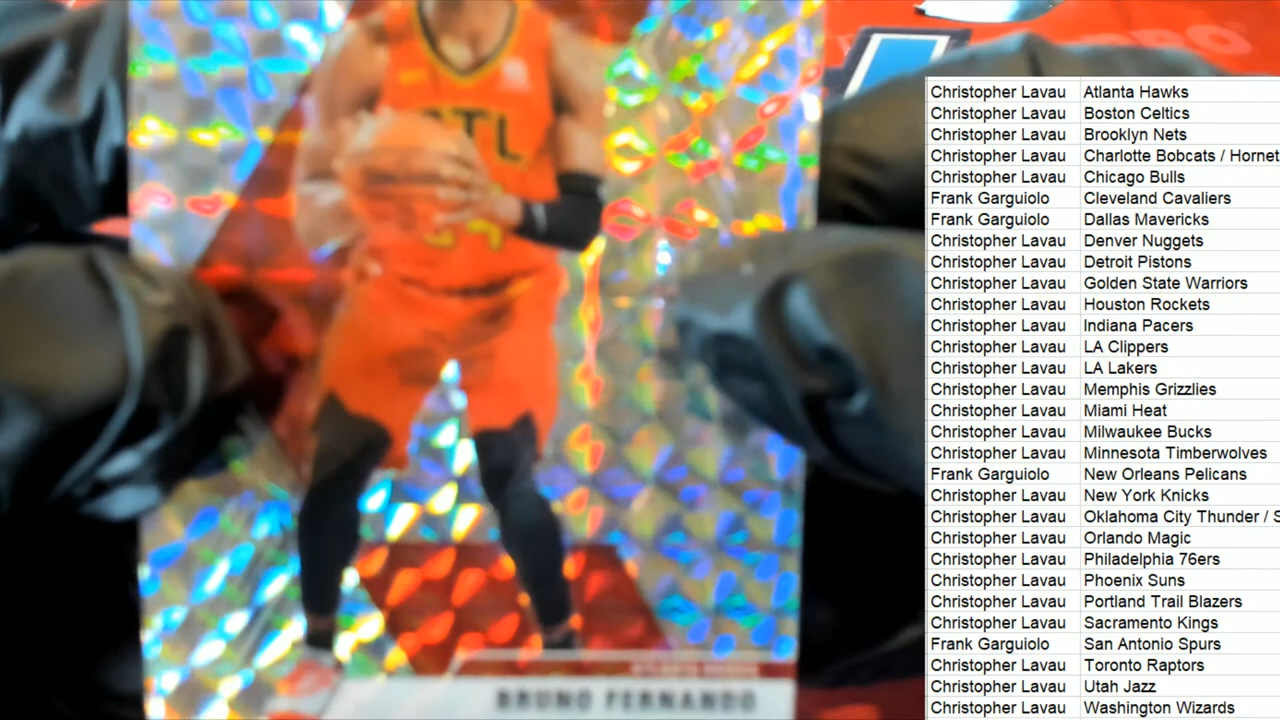 PRO
ATL
24
ATLANTA HAWKS
BRUNO FERNANDO
Christopher Lavau Atlanta Hawks
Christopher Lavau Boston Celtics
Christopher Lavau Brooklyn Nets
Christopher Lavau Charlotte Bobcats / Hornet
Christopher Lavau Chicago Bulls
Frank Garguiolo Cleveland Cavaliers
Frank Garguiolo Dallas Mavericks
Christopher Lavau Denver Nuggets
Christopher Lavau Detroit Pistons
Christopher Lavau Golden State Warriors
Christopher Lavau Houston Rockets
Christopher Lavau Indiana Pacers
Christopher Lavau LA Clippers
Christopher Lavau LA Lakers
Christopher Lavau Memphis Grizzlies
Christopher Lavau Miami Heat
Christopher Lavau Milwaukee Bucks
Christopher Lavau Minnesota Timberwolves
Frank Garguiolo New Orleans Pelicans
Christopher Lavau New York Knicks
Christopher Lavau Oklahoma City Thunder / S
Christopher Lavau Orlando Magic
Christopher Lavau Philadelphia 76ers
Christopher Lavau Phoenix Suns
Christopher Lavau Portland Trail Blazers
Christopher Lavau Sacramento Kings
Frank Garguiolo San Antonio Spurs
Christopher Lavau Toronto Raptors
Christopher Lavau Utah Jazz
Christopher Lavau Washington Wizards